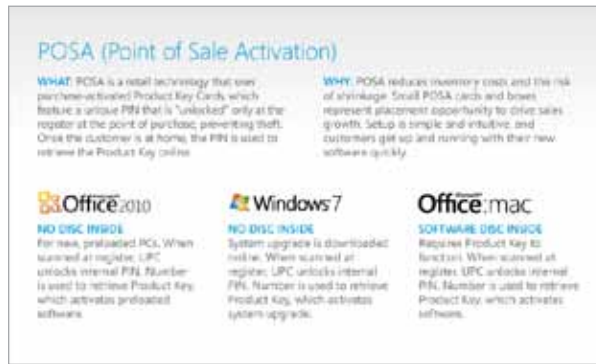 POSA (Point of Sale Activation)
WHAT: POSA is a retail technology that uses
purchase-activated Product Key Cards, which
feature a unique PIN that is "unlocked" only at the
register at the point of purchase, preventing theft.
Once the customer is at home, the PIN is used to
retrieve the Product Key online.
WHY: POSA reduces inventory costs and the risk
of shrinkage. Small POSA cards and boxes
represent placement opportunity to drive sales
growth. Setup is simple and intuitive, and
customers get up and running with their new
software quickly.
Microsoft
Office 2010
NO DISC INSIDE
For new, preloaded PCs. When
scanned at register, UPC
unlocks internal PIN. Number
is used to retrieve Product Key,
which activates preloaded
software.
Windows 7
NO DISC INSIDE
System upgrade is downloaded
online. When scanned at
register, UPC unlocks internal
PIN. Number is used to retrieve
Product Key, which activates
system upgrade.
Microsoft
Office:mac
SOFTWARE DISC INSIDE
Requires Product Key to
function. When scanned at
register, UPC unlocks internal
PIN. Number is used to retrieve
Product Key, which activates
software.